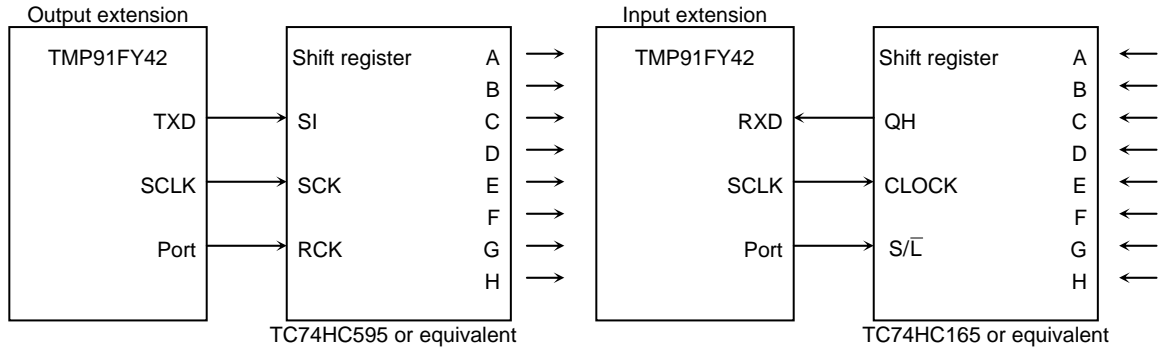 Output extension
TMP91FY42
TXD
SCLK
Port
Shift register
SI
SCK
RCK
A
B
C
D
E
F
G
H
TC74HC595 or equivalent
Input extension
TMP91FY42
RXD
SCLK
Port
Shift register
QH
CLOCK
S/L̅
A
B
C
D
E
F
G
H
TC74HC165 or equivalent